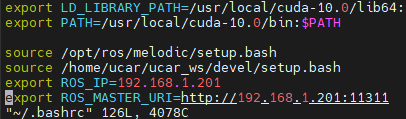 export LD_LIBRARY_PATH=/usr/local/cuda-10.0/lib64:
export PATH=/usr/local/cuda-10.0/bin:$PATH
source /opt/ros/melodic/setup.bash
source /home/ucar/ucar_ws/devel/setup.bash
export ROS_IP=192.168.1.201
export ROS_MASTER_URI=http://192.168.1.201:11311
"~/.bashrc" 126L, 4078C